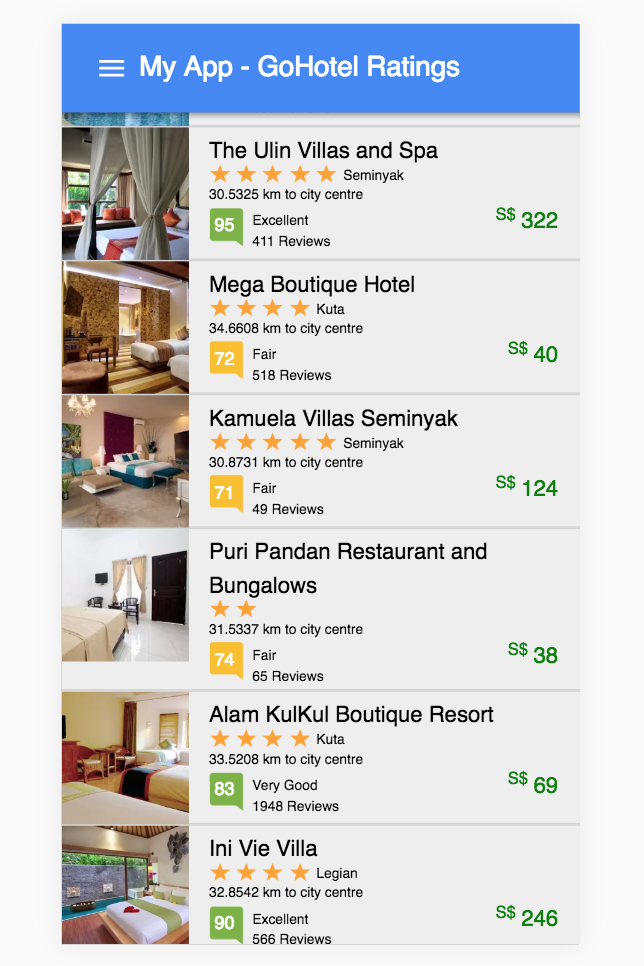 My App - GoHotel Ratings
The Ulin Villas and Spa
Seminyak
30.5325 km to city centre
95 Excellent
S$ 322
411 Reviews
Mega Boutique Hotel
Kuta
34.6608 km to city centre
72 Fair
S$ 40
518 Reviews
Kamuela Villas Seminyak
Seminyak
30.8731 km to city centre
71 Fair
S$ 124
49 Reviews
Puri Pandan Restaurant and
Bungalows
31.5337 km to city centre
74 Fair
S$ 38
65 Reviews
Alam KulKul Boutique Resort
Kuta
33.5208 km to city centre
83 Very Good
S$ 69
1948 Reviews
Ini Vie Villa
Legian
32.8542 km to city centre
90 Excellent
S$ 246
566 Reviews